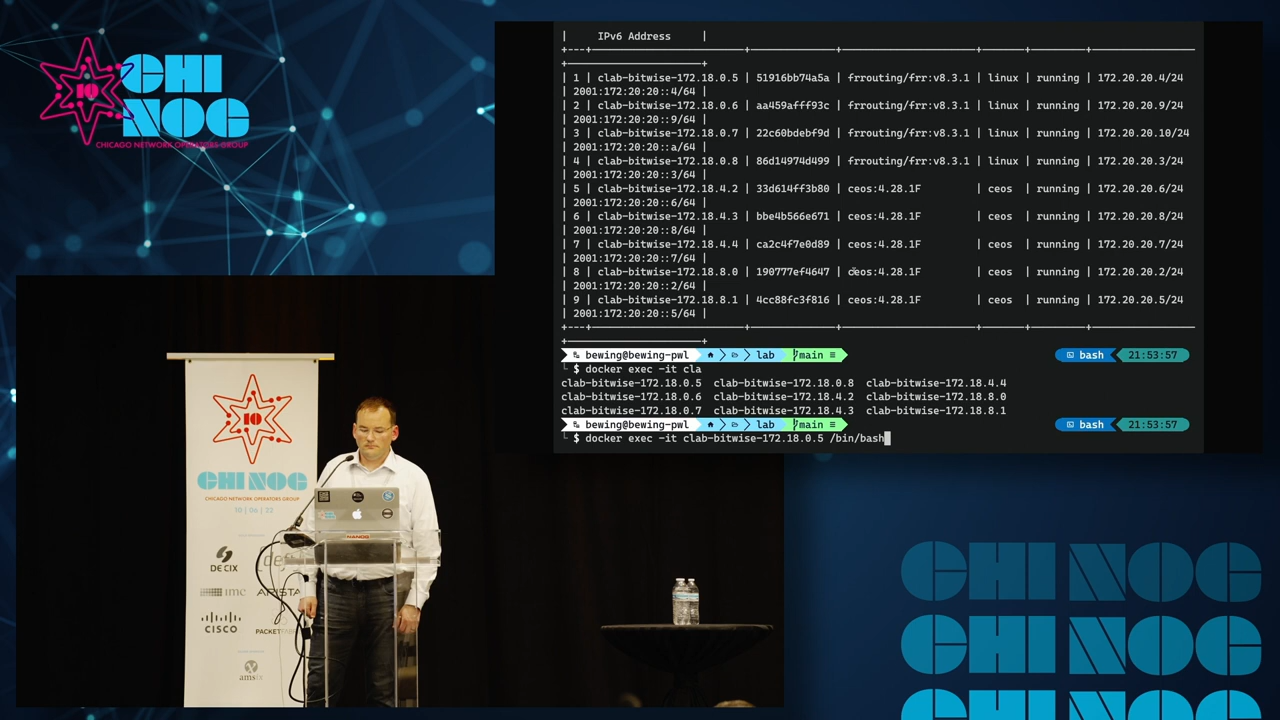 CHI
NOG
10
CHICAGO NETWORK OPERATORS GROUP
|     IPv6 Address     |
| 1 | clab-bitwise-172.18.0.5 | 51916bb74a5a | frrouting/frr:v8.3.1 | linux | running | 172.20.20.4/24
| 2001:172:20:20::4/64 |
| 2 | clab-bitwise-172.18.0.6 | aa459afff93c | frrouting/frr:v8.3.1 | linux | running | 172.20.20.9/24
| 2001:172:20:20::9/64 |
| 3 | clab-bitwise-172.18.0.7 | 22c60bdebf9d | frrouting/frr:v8.3.1 | linux | running | 172.20.20.10/24
| 2001:172:20:20::a/64 |
| 4 | clab-bitwise-172.18.0.8 | 86d14974d499 | frrouting/frr:v8.3.1 | linux | running | 172.20.20.3/24
| 2001:172:20:20::3/64 |
| 5 | clab-bitwise-172.18.4.2 | 33d614ff3b80 | ceos:4.28.1F | ceos | running | 172.20.20.6/24
| 2001:172:20:20::6/64 |
| 6 | clab-bitwise-172.18.4.3 | bbe4b566e671 | ceos:4.28.1F | ceos | running | 172.20.20.8/24
| 2001:172:20:20::8/64 |
| 7 | clab-bitwise-172.18.4.4 | ca2c4f7e0d89 | ceos:4.28.1F | ceos | running | 172.20.20.7/24
| 2001:172:20:20::7/64 |
| 8 | clab-bitwise-172.18.8.0 | 190777ef4647 | ceos:4.28.1F | ceos | running | 172.20.20.2/24
| 2001:172:20:20::2/64 |
| 9 | clab-bitwise-172.18.8.1 | 4cc88fc3f816 | ceos:4.28.1F | ceos | running | 172.20.20.5/24
| 2001:172:20:20::5/64 |
bewing@bewing-pwl lab main ≡ bash 21:53:57
$ docker exec -it cla
clab-bitwise-172.18.0.5 clab-bitwise-172.18.0.8 clab-bitwise-172.18.4.4
clab-bitwise-172.18.0.6 clab-bitwise-172.18.4.2 clab-bitwise-172.18.8.0
clab-bitwise-172.18.0.7 clab-bitwise-172.18.4.3 clab-bitwise-172.18.8.1
bewing@bewing-pwl lab main ≡ bash 21:53:57
$ docker exec -it clab-bitwise-172.18.0.5 /bin/bash
10
CHI NOG
CHICAGO NETWORK OPERATORS GROUP
18 | 06 | 22
DE CIX
imc
ARISTA
CISCO
ams
CHI NOG
CHI NOG
CHI NOG